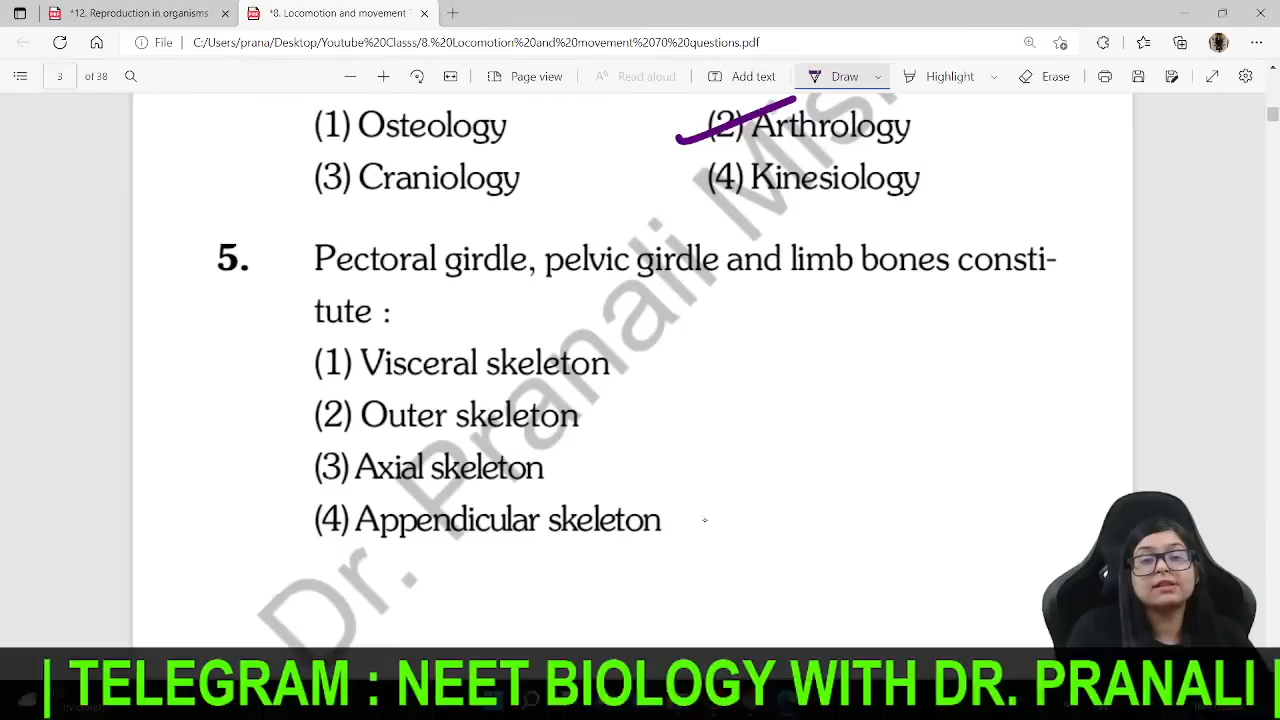 *12. Reproduction in organisms
*8. Locomotion and movement
File C:/Users/prana/Desktop/Youtube%20Classs/8.%20Locomotion%20and%20movement%2070%20questions.pdf
3 of 38
Page view
Read aloud
Add text
Draw
Highlight
Erase
(1) Osteology (2) Arthrology
(3) Craniology (4) Kinesiology
5. Pectoral girdle, pelvic girdle and limb bones consti-
tute :
(1) Visceral skeleton
(2) Outer skeleton
(3) Axial skeleton
(4) Appendicular skeleton
Dr. Pranali
| TELEGRAM : NEET BIOLOGY WITH DR. PRANALI |